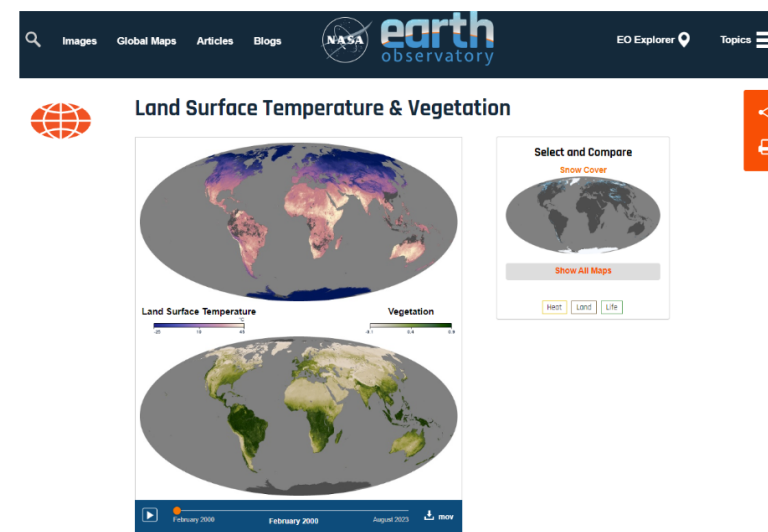 Images Global Maps Articles Blogs NASA earth observatory EO Explorer Topics
Land Surface Temperature & Vegetation
Select and Compare
Snow Cover
Show All Maps
Heat Land Life
Land Surface Temperature Vegetation
°C
-25 10 45 -0.1 0.4 0.9
February 2000 February 2000 August 2023 mov